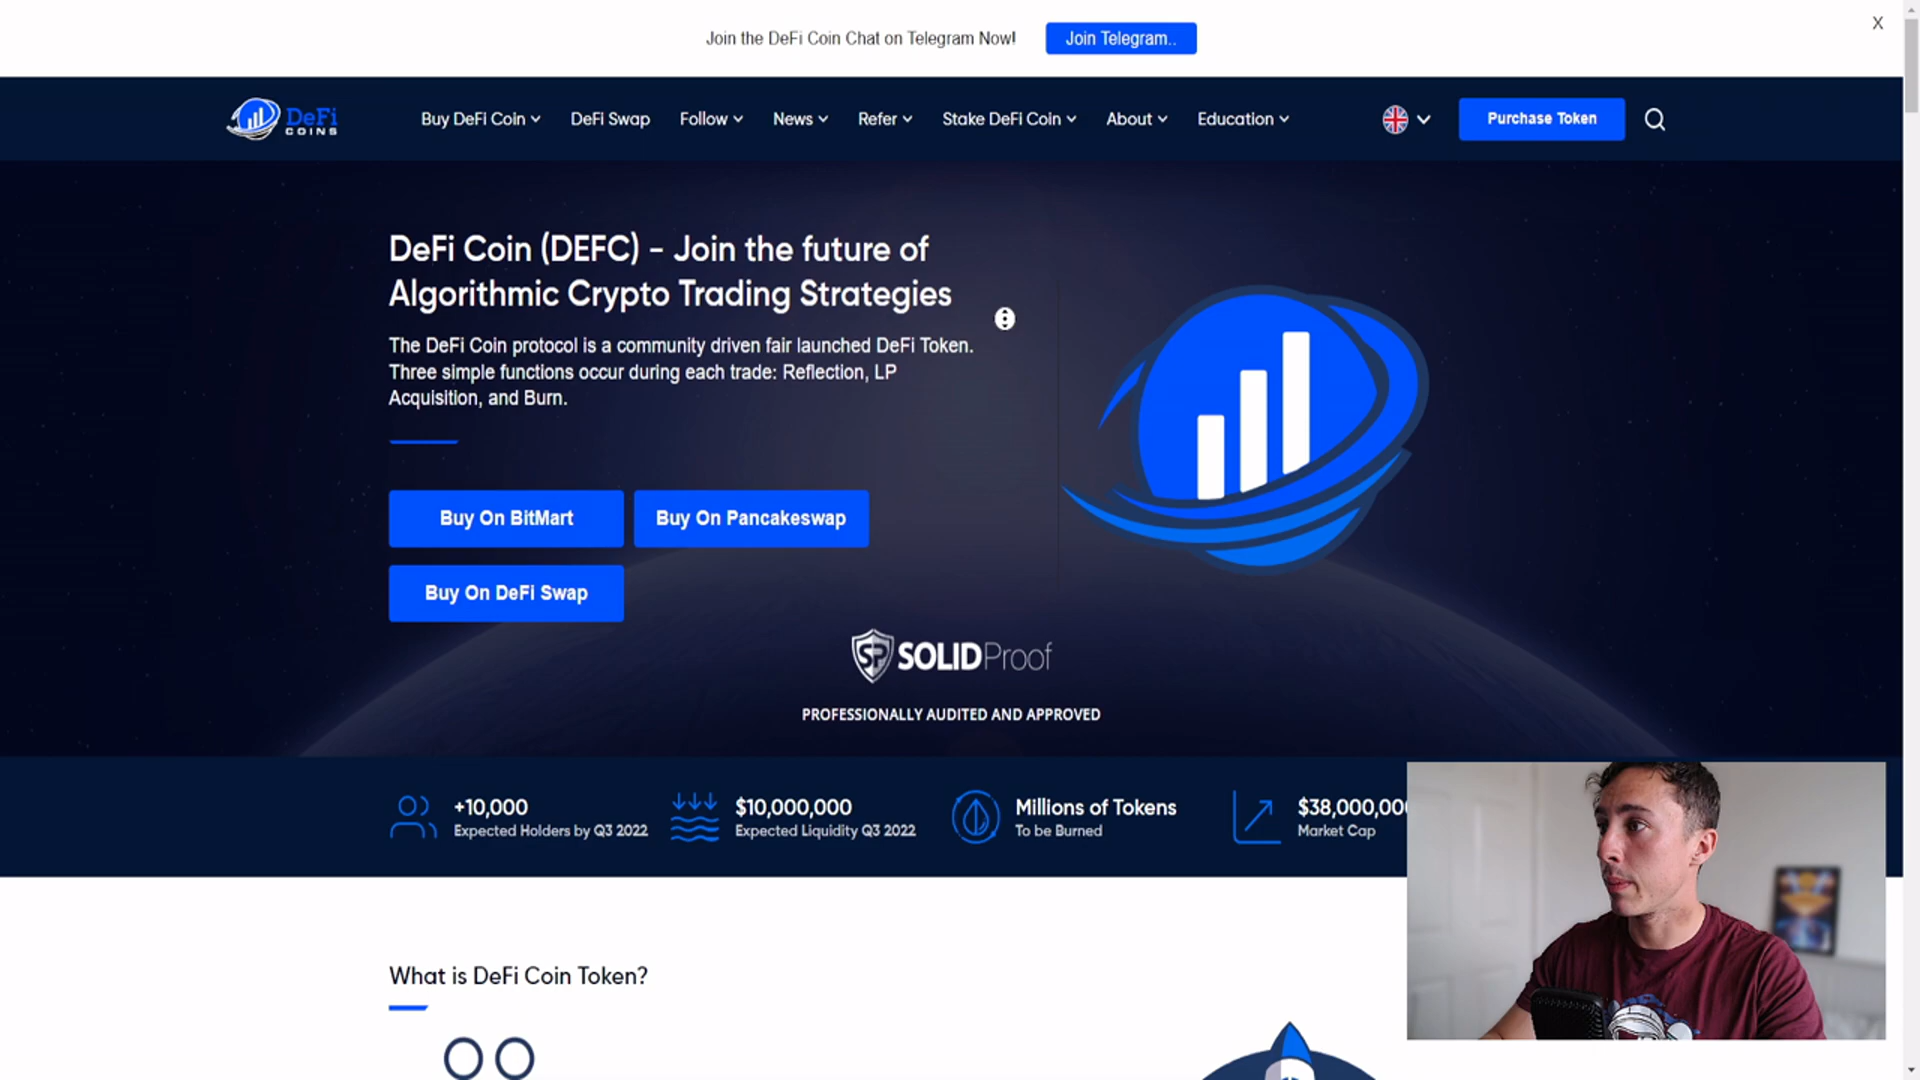 Join the DeFi Coin Chat on Telegram Now!
Join Telegram..
X
DeFi
COINS
Buy DeFi Coin
DeFi Swap
Follow
News
Refer
Stake DeFi Coin
About
Education
Purchase Token
DeFi Coin (DEFC) - Join the future of
Algorithmic Crypto Trading Strategies
The DeFi Coin protocol is a community driven fair launched DeFi Token.
Three simple functions occur during each trade: Reflection, LP
Acquisition, and Burn.
Buy On BitMart
Buy On Pancakeswap
Buy On DeFi Swap
SP SOLIDProof
PROFESSIONALLY AUDITED AND APPROVED
+10,000
Expected Holders by Q3 2022
$10,000,000
Expected Liquidity Q3 2022
Millions of Tokens
To be Burned
Market Cap
What is DeFi Coin Token?